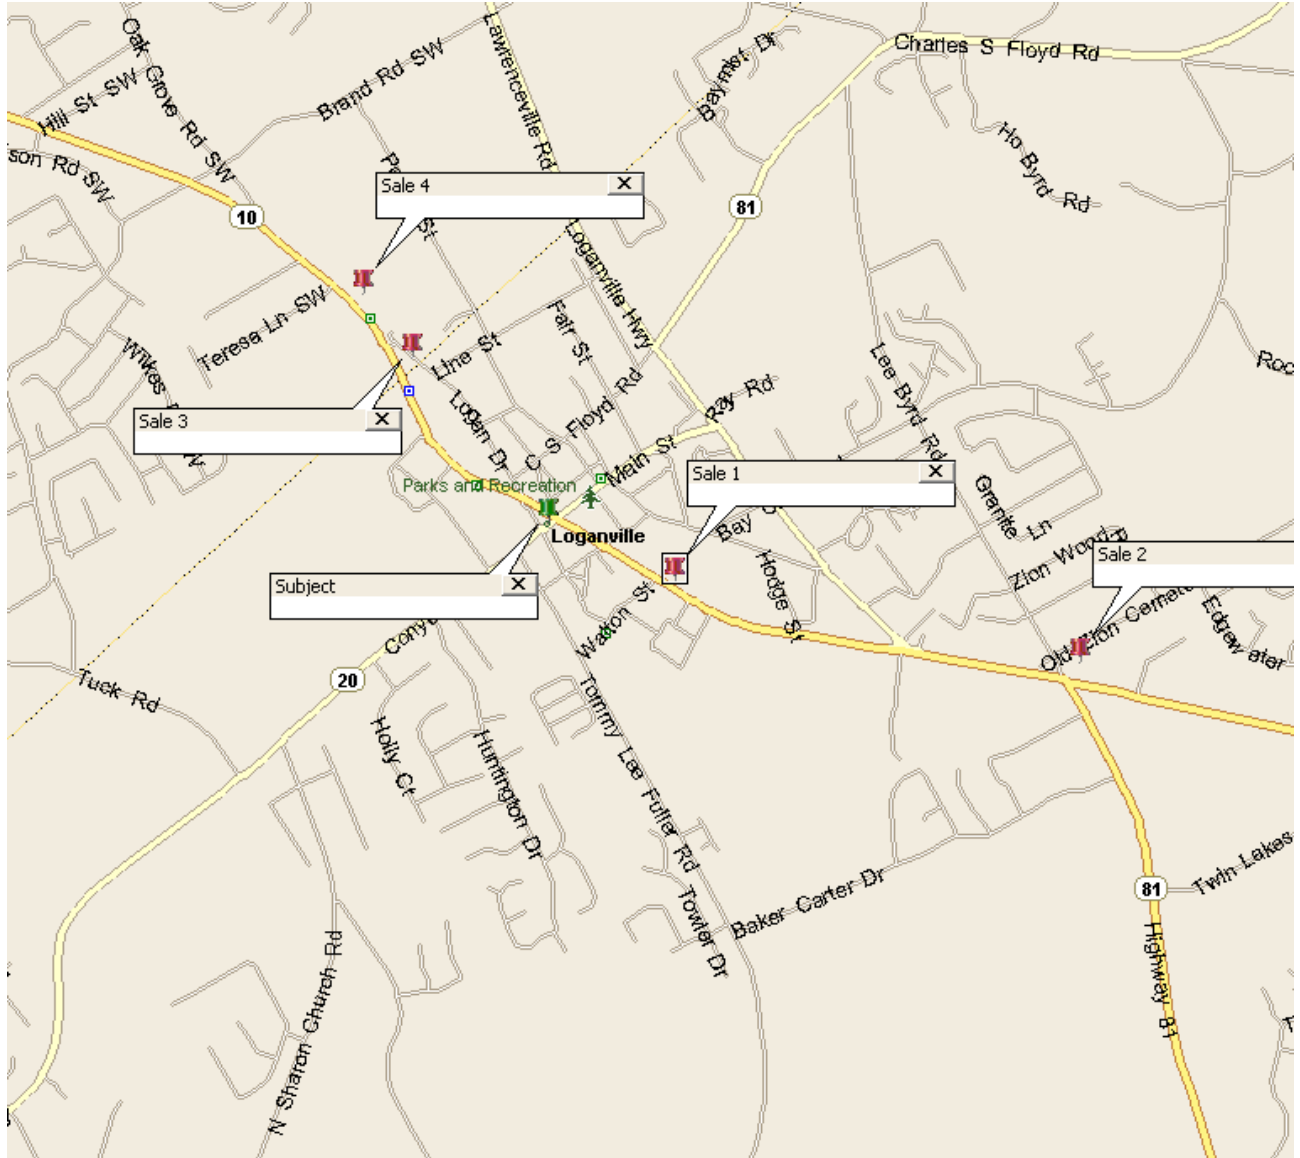 Charles S Floyd Rd
Oak Grove Rd SW
Brand Rd SW
Hill St SW
son Rd SW
Lawrenceville Rd
Ho Byrd Rd
Sale 4
St
10
81
Loganville Hwy
Teresa Ln SW
Line St
Fair St
Roc
Lee Byrd Rd
Ray Rd
Logan Dr
C S Floyd Rd
Sale 3
Main St
Sale 1
Parks and Recreation
Granite Ln
Loganville
Bay
Zion Wood
Sale 2
Subject
Hodge St
Old Zion Cemete
Edgewater
Walton St
Cony
20
Tuck Rd
Holly Ct
Huntington Dr
Tommy Lee Fuller Rd
Baker Carter Dr
Towler Dr
81
Twin Lakes
Highway 81
N Sharon Church Rd